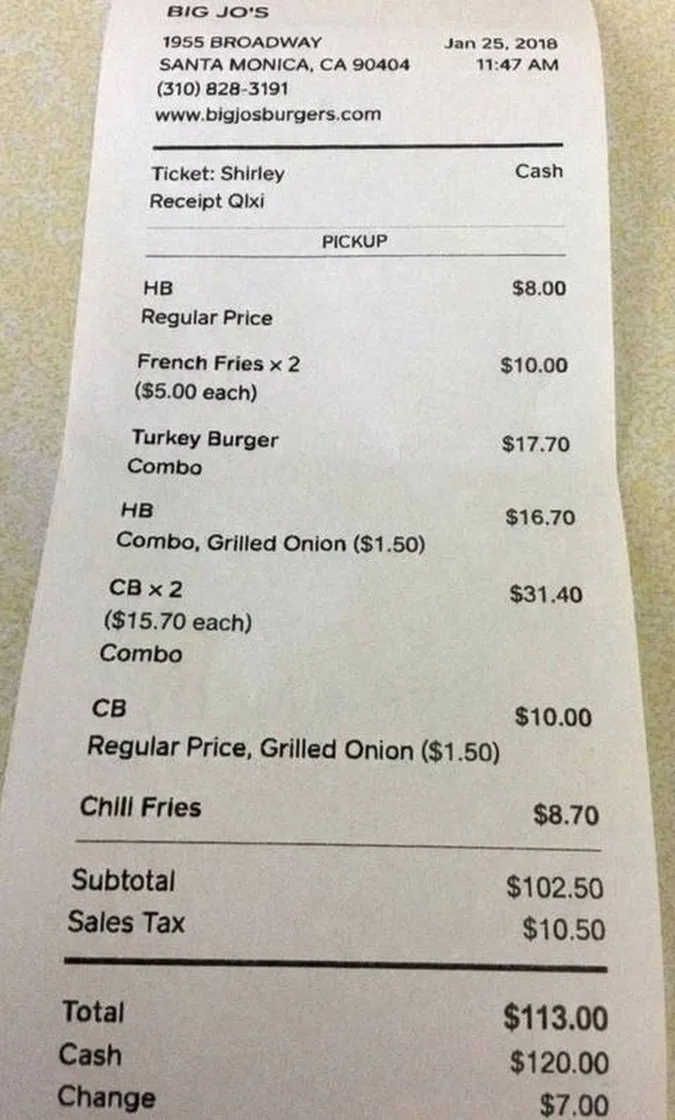 BIG JO'S
1955 BROADWAY Jan 25, 2018
SANTA MONICA, CA 90404 11:47 AM
(310) 828-3191
www.bigjosburgers.com
Ticket: Shirley Cash
Receipt Qlxi
PICKUP
HB $8.00
Regular Price
French Fries x 2 $10.00
($5.00 each)
Turkey Burger $17.70
Combo
HB $16.70
Combo, Grilled Onion ($1.50)
CB x 2 $31.40
($15.70 each)
Combo
CB $10.00
Regular Price, Grilled Onion ($1.50)
Chili Fries $8.70
Subtotal $102.50
Sales Tax $10.50
Total $113.00
Cash $120.00
Change $7.00